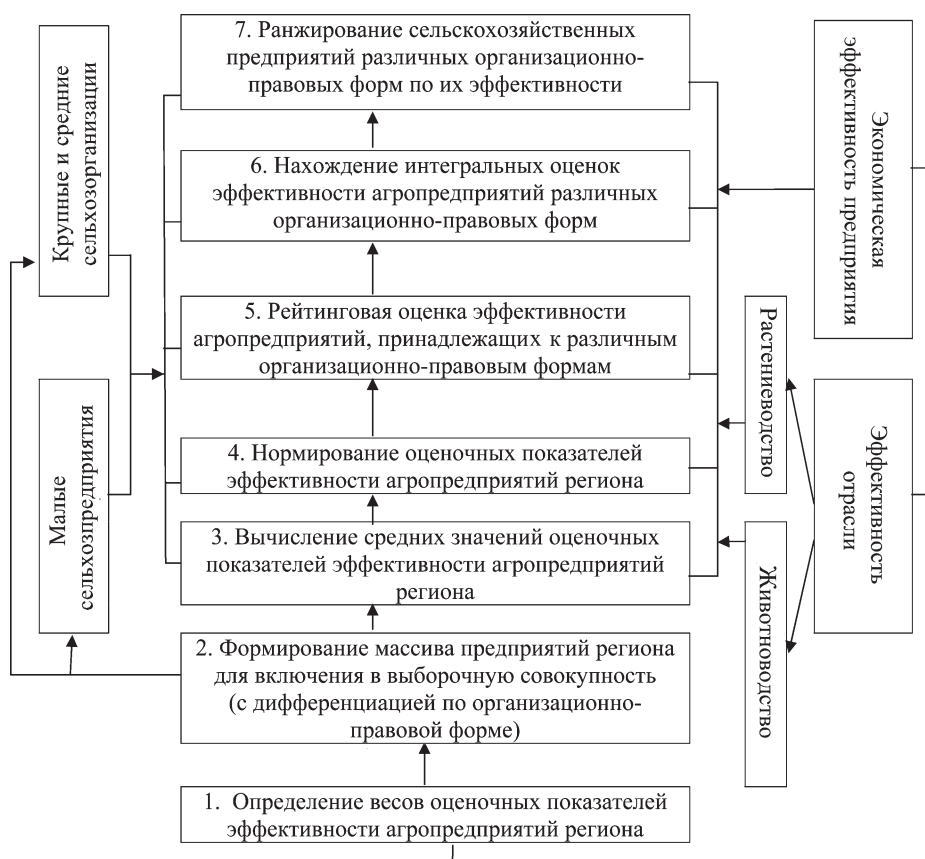 7. Ранжирование сельскохозяйственных
предприятий различных организационно-
правовых форм по их эффективности
6. Нахождение интегральных оценок
эффективности агропредприятий различных
организационно-правовых форм
5. Рейтинговая оценка эффективности
агропредприятий, принадлежащих к различным
организационно-правовым формам
4. Нормирование оценочных показателей
эффективности агропредприятий региона
3. Вычисление средних значений оценочных
показателей эффективности агропредприятий
региона
2. Формирование массива предприятий региона
для включения в выборочную совокупность
(с дифференциацией по организационно-
правовой форме)
1. Определение весов оценочных показателей
эффективности агропредприятий региона
Крупные и средние
сельхозорганизации
Малые
сельхозпредприятия
Экономическая
эффективность предприятия
Растениеводство
Эффективность
отрасли
Животноводство